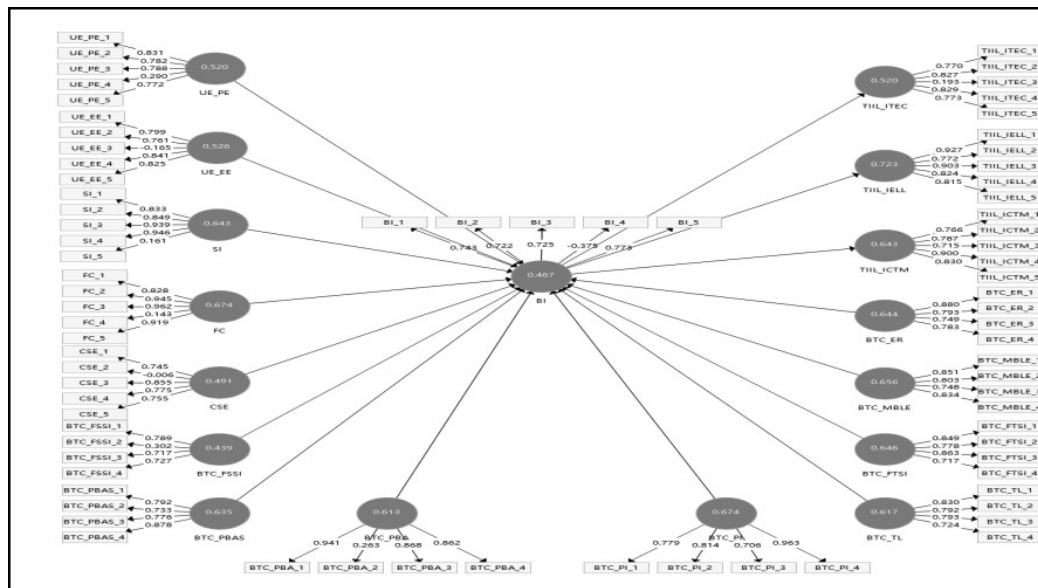 UE_PE_1
UE_PE_2
UE_PE_3
UE_PE_4
UE_PE_5
0.831
0.782
0.788
0.290
0.772
0.520
UE_PE
UE_EE_1
UE_EE_2
UE_EE_3
UE_EE_4
UE_EE_5
0.799
0.761
-0.165
0.841
0.825
0.526
UE_EE
SI_1
SI_2
SI_3
SI_4
SI_5
0.833
0.849
0.939
0.946
0.161
0.643
SI
FC_1
FC_2
FC_3
FC_4
FC_5
0.828
0.945
0.962
0.143
0.919
0.674
FC
CSE_1
CSE_2
CSE_3
CSE_4
CSE_5
0.745
-0.006
0.855
0.775
0.755
0.491
CSE
BTC_FSSI_1
BTC_FSSI_2
BTC_FSSI_3
BTC_FSSI_4
0.789
0.302
0.717
0.727
0.439
BTC_FSSI
BTC_PBAS_1
BTC_PBAS_2
BTC_PBAS_3
BTC_PBAS_4
0.792
0.733
0.776
0.878
0.635
BTC_PBAS
BI_1
BI_2
BI_3
BI_4
BI_5
0.743
0.722
0.725
-0.375
0.773
0.467
BI
0.613
BTC_PBA
0.941
0.263
0.868
0.862
BTC_PBA_1
BTC_PBA_2
BTC_PBA_3
BTC_PBA_4
0.674
BTC_PI
0.779
0.814
0.706
0.963
BTC_PI_1
BTC_PI_2
BTC_PI_3
BTC_PI_4
TIIL_ITEC_1
TIIL_ITEC_2
TIIL_ITEC_3
TIIL_ITEC_4
TIIL_ITEC_5
0.770
0.827
0.193
0.829
0.773
0.520
TIIL_ITEC
TIIL_IELL_1
TIIL_IELL_2
TIIL_IELL_3
TIIL_IELL_4
TIIL_IELL_5
0.927
0.772
0.903
0.824
0.815
0.723
TIIL_IELL
TIIL_ICTM_1
TIIL_ICTM_2
TIIL_ICTM_3
TIIL_ICTM_4
TIIL_ICTM_5
0.766
0.787
0.715
0.900
0.830
0.643
TIIL_ICTM
BTC_ER_1
BTC_ER_2
BTC_ER_3
BTC_ER_4
0.880
0.793
0.749
0.783
0.644
BTC_ER
BTC_MBLE_1
BTC_MBLE_2
BTC_MBLE_3
BTC_MBLE_4
0.851
0.803
0.748
0.834
0.656
BTC_MBLE
BTC_FTSI_1
BTC_FTSI_2
BTC_FTSI_3
BTC_FTSI_4
0.849
0.778
0.863
0.717
0.646
BTC_FTSI
BTC_TL_1
BTC_TL_2
BTC_TL_3
BTC_TL_4
0.830
0.792
0.793
0.724
0.617
BTC_TL